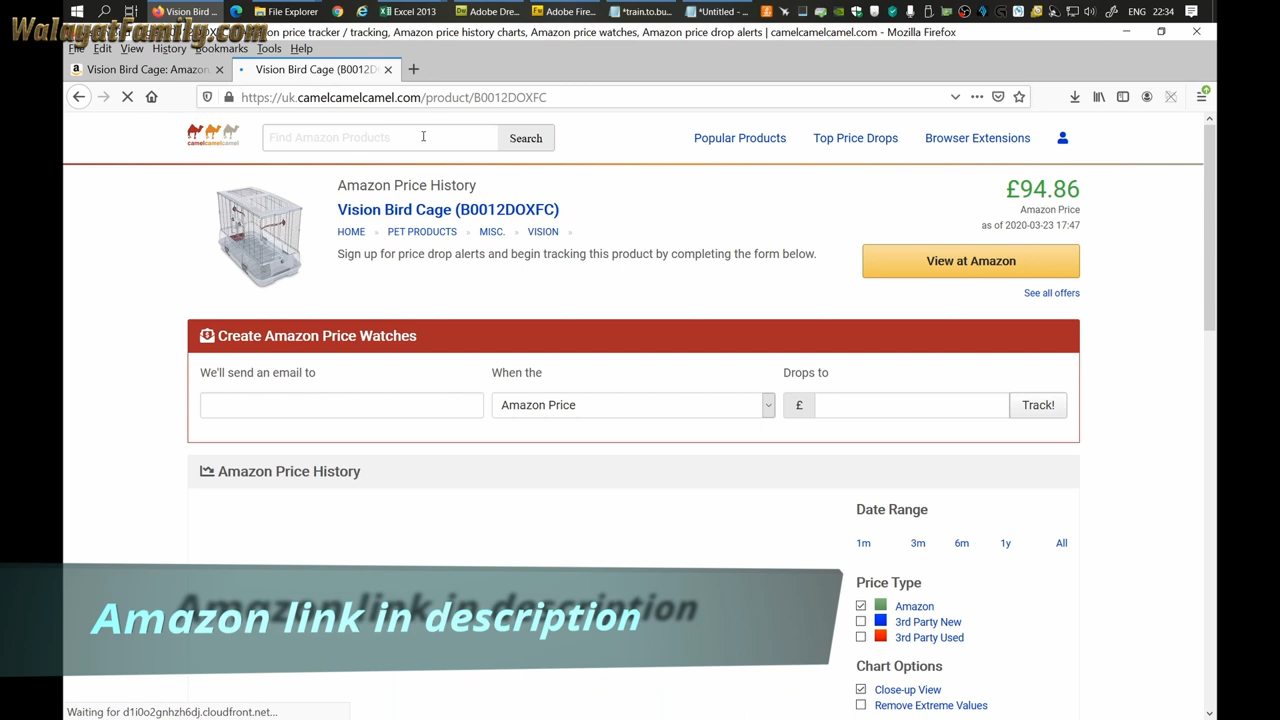 WalayatFamily.com
Vision Bird ...
File Explorer
Excel 2013
Adobe Dre...
Adobe Fire...
*train.to.bu...
*Untitled - ...
ENG
22:34
on price tracker / tracking, Amazon price history charts, Amazon price watches, Amazon price drop alerts | camelcamelcamel.com - Mozilla Firefox
File Edit View History Bookmarks Tools Help
Vision Bird Cage: Amazon.
Vision Bird Cage (B0012D
https://uk.camelcamelcamel.com/product/B0012DOXFC
camelcamelcamel
Find Amazon Products
Search
Popular Products
Top Price Drops
Browser Extensions
Amazon Price History
£94.86
Vision Bird Cage (B0012DOXFC)
Amazon Price
as of 2020-03-23 17:47
HOME » PET PRODUCTS » MISC. » VISION »
Sign up for price drop alerts and begin tracking this product by completing the form below.
View at Amazon
See all offers
Create Amazon Price Watches
We'll send an email to
When the
Drops to
Amazon Price
£
Track!
Amazon Price History
Date Range
1m 3m 6m 1y All
Price Type
Amazon
3rd Party New
3rd Party Used
Amazon link in description
Chart Options
Close-up View
Remove Extreme Values
Waiting for d1i0o2gnhzh6dj.cloudfront.net...